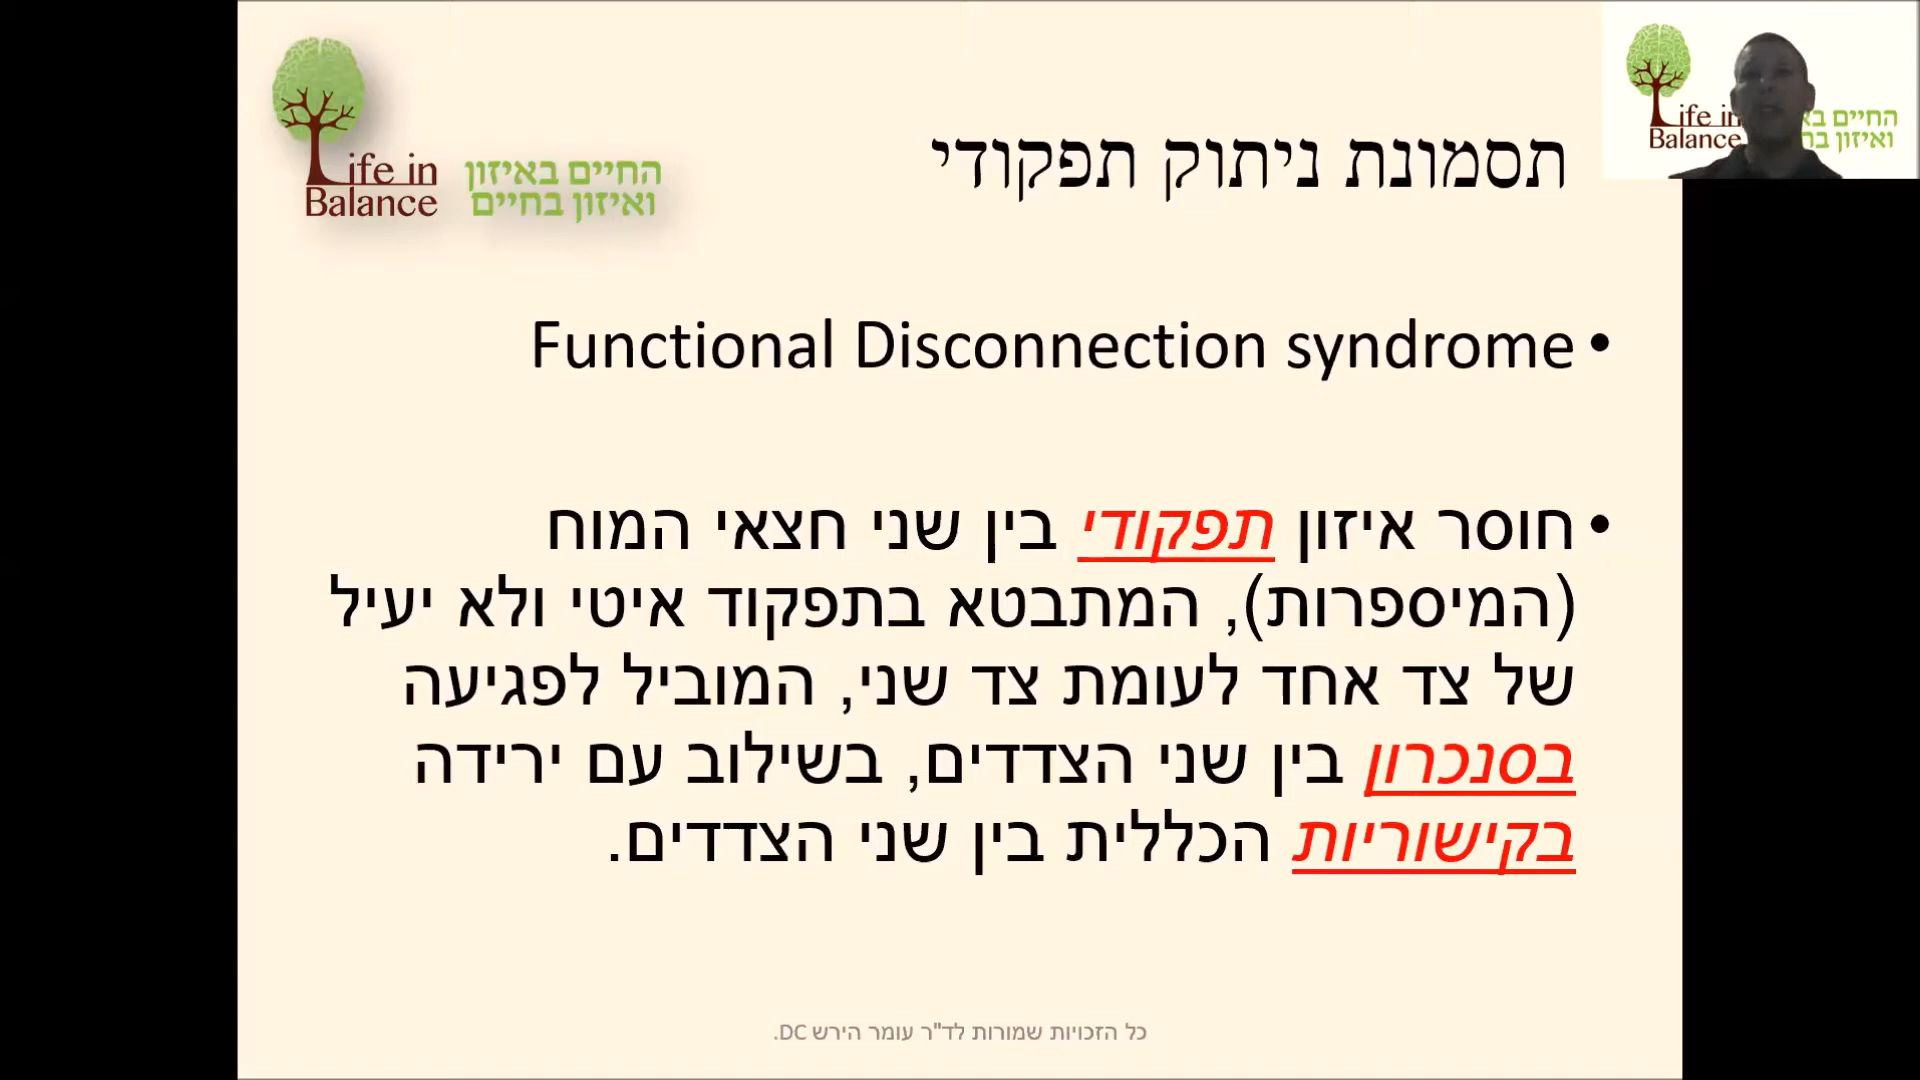 Life in
Balance
החיים באיזון
ואיזון בחיים
תסמונת ניתוק תפקודי
Life in
Balance
החיים בא
• Functional Disconnection syndrome
• חוסר איזון תפקודי בין שני חצאי המוח
(המיספרות), המתבטא בתפקוד איטי ולא יעיל
של צד אחד לעומת צד שני, המוביל לפגיעה
בסנכרון בין שני הצדדים, בשילוב עם ירידה
בקישוריות הכללית בין שני הצדדים.
כל הזכויות שמורות לד"ר עומר הירש DC.